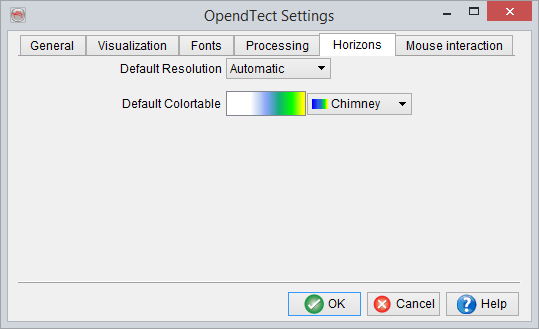 OpendTect Settings
General Visualization Fonts Processing Horizons Mouse interaction
Default Resolution Automatic
Default Colortable Chimney
OK Cancel Help